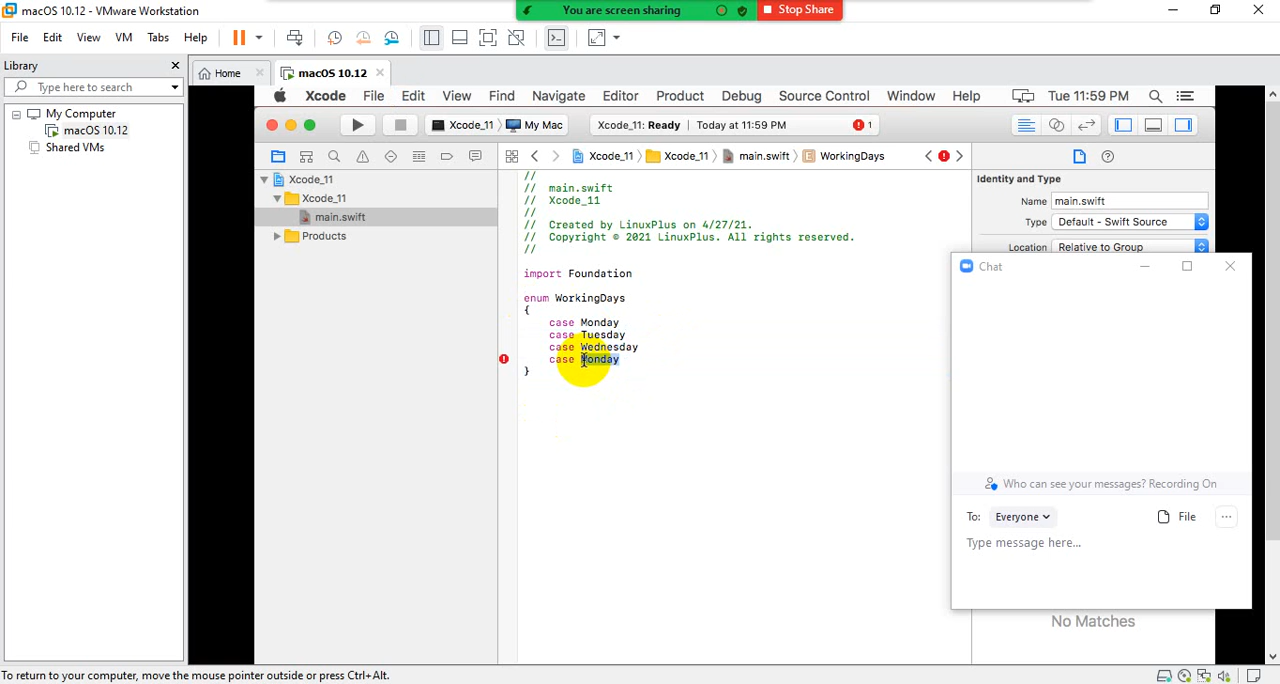 macOS 10.12 - VMware Workstation
You are screen sharing
Stop Share
File Edit View VM Tabs Help
Library
Home
macOS 10.12
Type here to search
My Computer
macOS 10.12
Shared VMs
Xcode File Edit View Find Navigate Editor Product Debug Source Control Window Help Tue 11:59 PM
Xcode_11 My Mac
Xcode_11: Ready | Today at 11:59 PM 1
Xcode_11
Xcode_11
main.swift
Products
Xcode_11 Xcode_11 main.swift E WorkingDays
//
// main.swift
// Xcode_11
//
// Created by LinuxPlus on 4/27/21.
// Copyright © 2021 LinuxPlus. All rights reserved.
//
import Foundation
enum WorkingDays
{
case Monday
case Tuesday
case Wednesday
case Monday
}
Identity and Type
Name main.swift
Type Default - Swift Source
Location Relative to Group
Chat
Who can see your messages? Recording On
To: Everyone File
Type message here...
No Matches
To return to your computer, move the mouse pointer outside or press Ctrl+Alt.